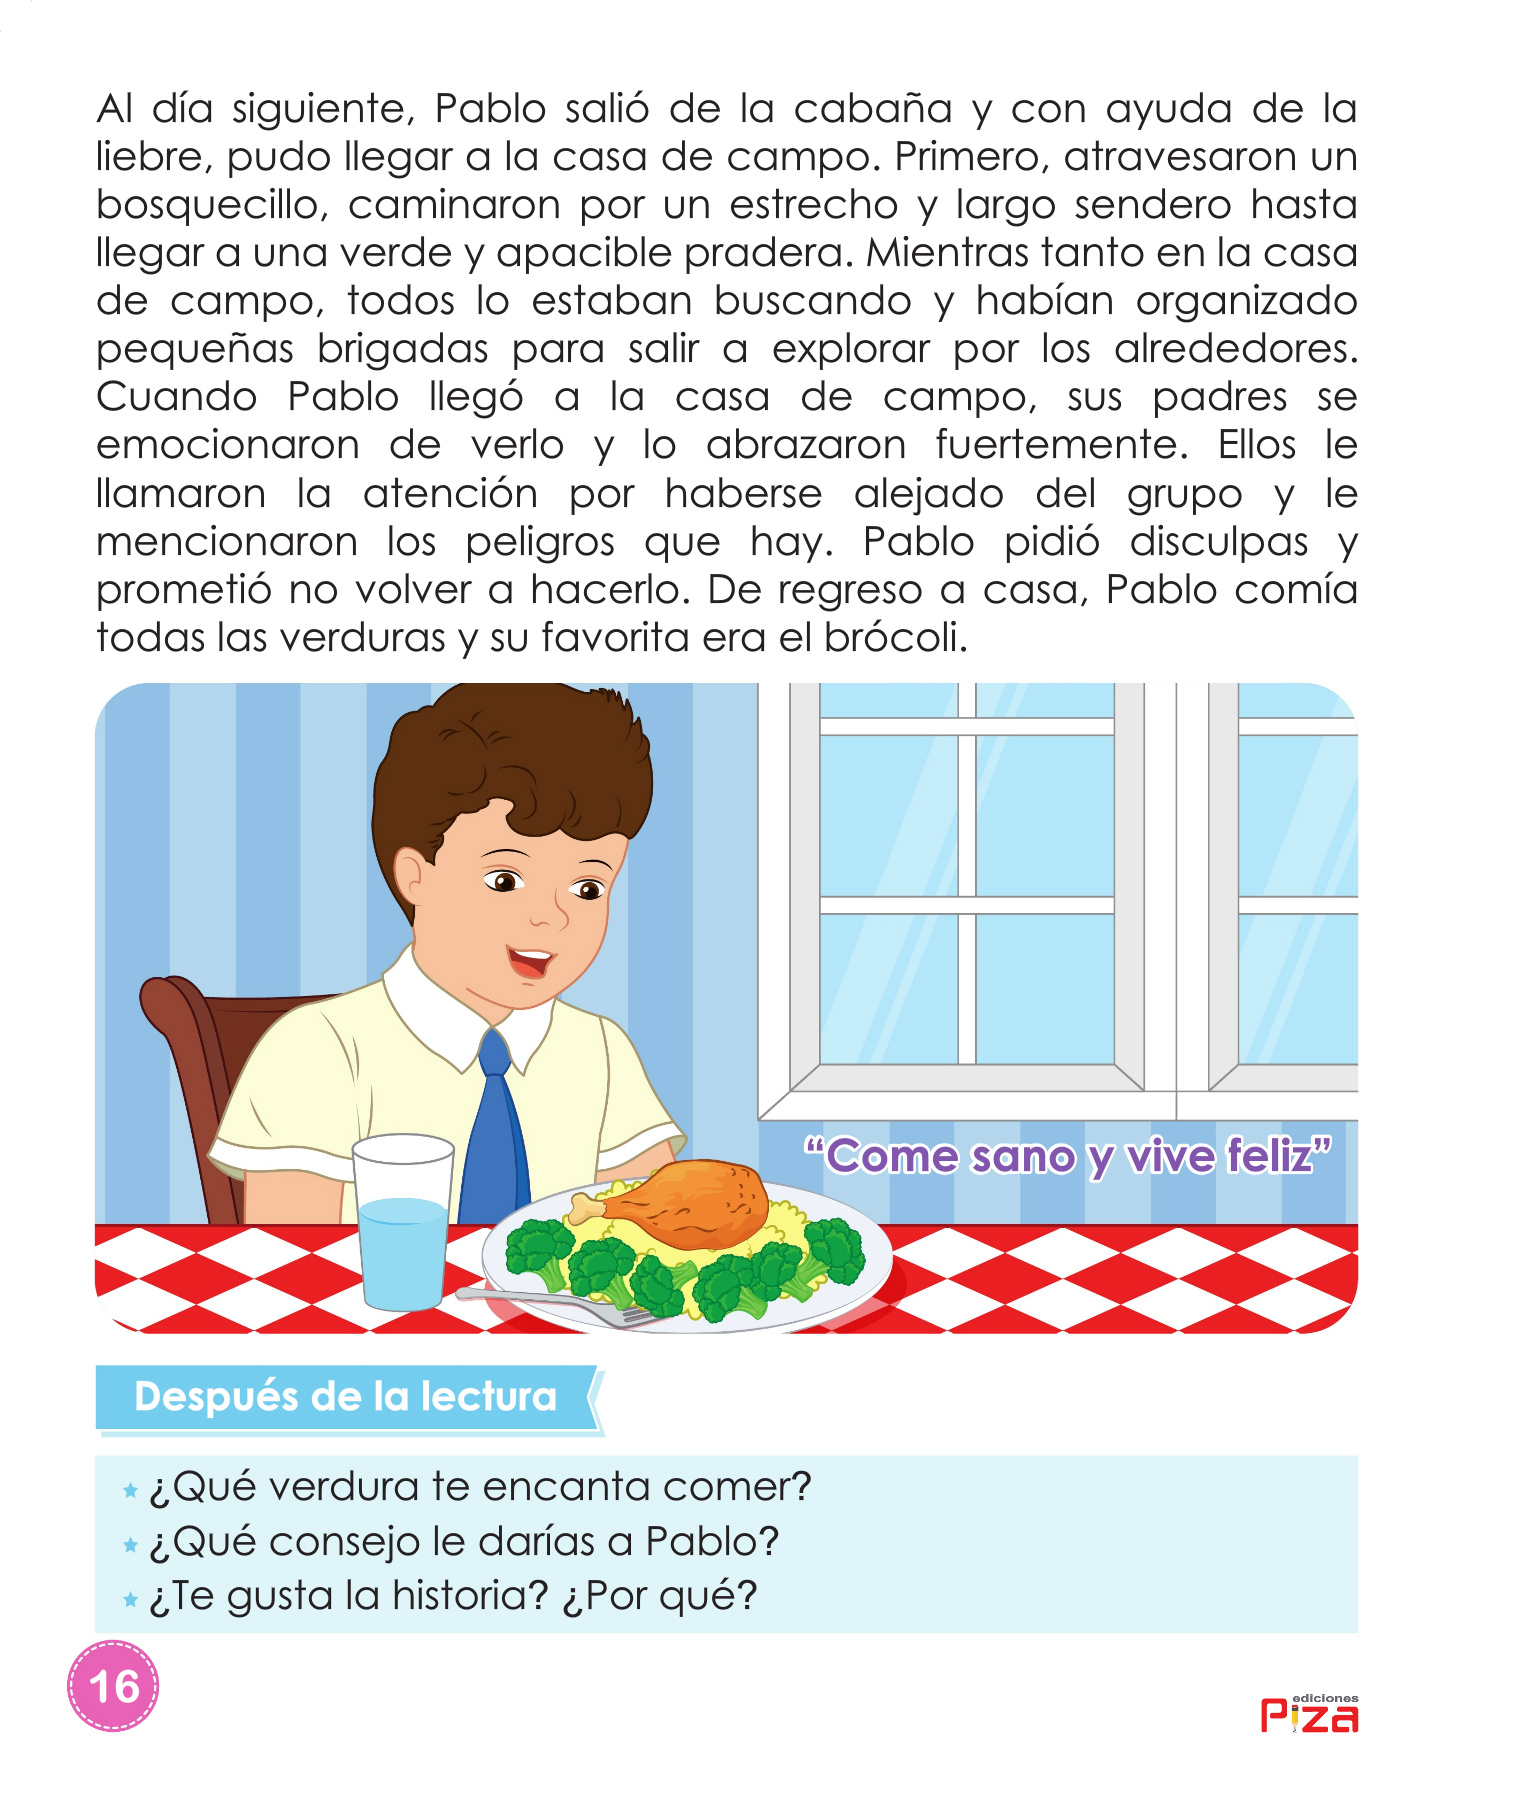 Al día siguiente, Pablo salió de la cabaña y con ayuda de la
liebre, pudo llegar a la casa de campo. Primero, atravesaron un
bosquecillo, caminaron por un estrecho y largo sendero hasta
llegar a una verde y apacible pradera. Mientras tanto en la casa
de campo, todos lo estaban buscando y habían organizado
pequeñas brigadas para salir a explorar por los alrededores.
Cuando Pablo llegó a la casa de campo, sus padres se
emocionaron de verlo y lo abrazaron fuertemente. Ellos le
llamaron la atención por haberse alejado del grupo y le
mencionaron los peligros que hay. Pablo pidió disculpas y
prometió no volver a hacerlo. De regreso a casa, Pablo comía
todas las verduras y su favorita era el brócoli.
“Come sano y vive feliz”
Después de la lectura
¿Qué verdura te encanta comer?
¿Qué consejo le darías a Pablo?
¿Te gusta la historia? ¿Por qué?
16
ediciones
Piza